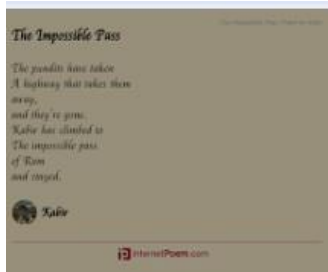 The Impossible Pass
The pundits have taken
A highway that takes them
away,
and they're gone.
Kabir has climbed to
The impossible pass
of Ram
and stayed.
Kabir
InternetPoem.com